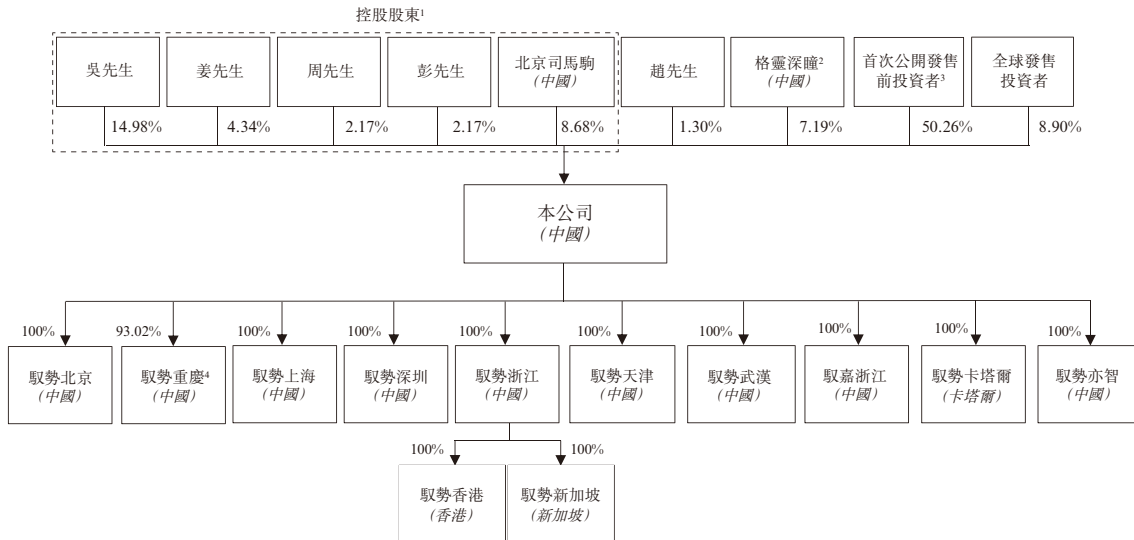 控股股東¹
吳先生
姜先生
周先生
彭先生
北京司馬駒
(中國)
趙先生
格靈深瞳²
(中國)
首次公開發售
前投資者³
全球發售
投資者
14.98%
4.34%
2.17%
2.17%
8.68%
1.30%
7.19%
50.26%
8.90%
本公司
(中國)
100%
93.02%
100%
100%
100%
100%
100%
100%
100%
100%
馭勢北京
(中國)
馭勢重慶⁴
(中國)
馭勢上海
(中國)
馭勢深圳
(中國)
馭勢浙江
(中國)
馭勢天津
(中國)
馭勢武漢
(中國)
馭嘉浙江
(中國)
馭勢卡塔爾
(卡塔爾)
馭勢亦智
(中國)
100%
100%
馭勢香港
(香港)
馭勢新加坡
(新加坡)